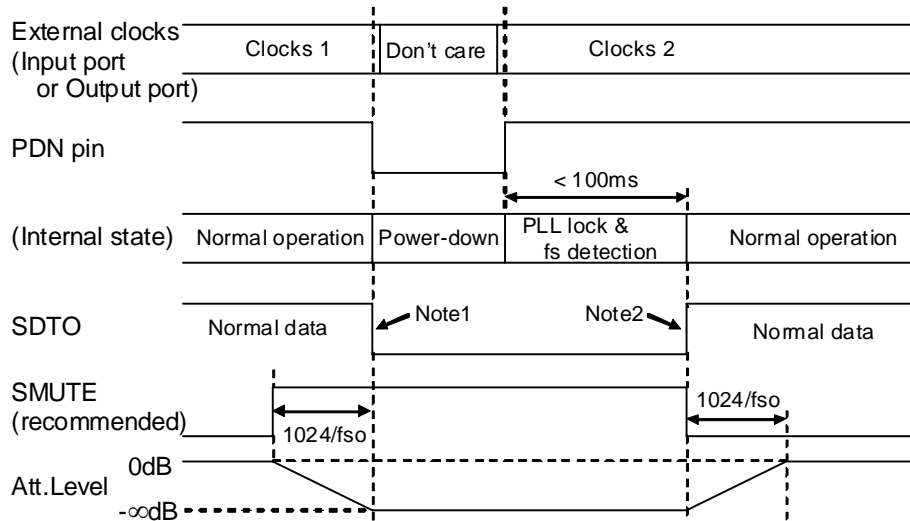 External clocks
(Input port
or Output port)
Clocks 1
Don't care
Clocks 2
PDN pin
< 100ms
(Internal state)
Normal operation
Power-down
PLL lock &
fs detection
Normal operation
SDTO
Normal data
Note1
Note2
Normal data
SMUTE
(recommended)
1024/fso
1024/fso
0dB
Att.Level
-∞dB